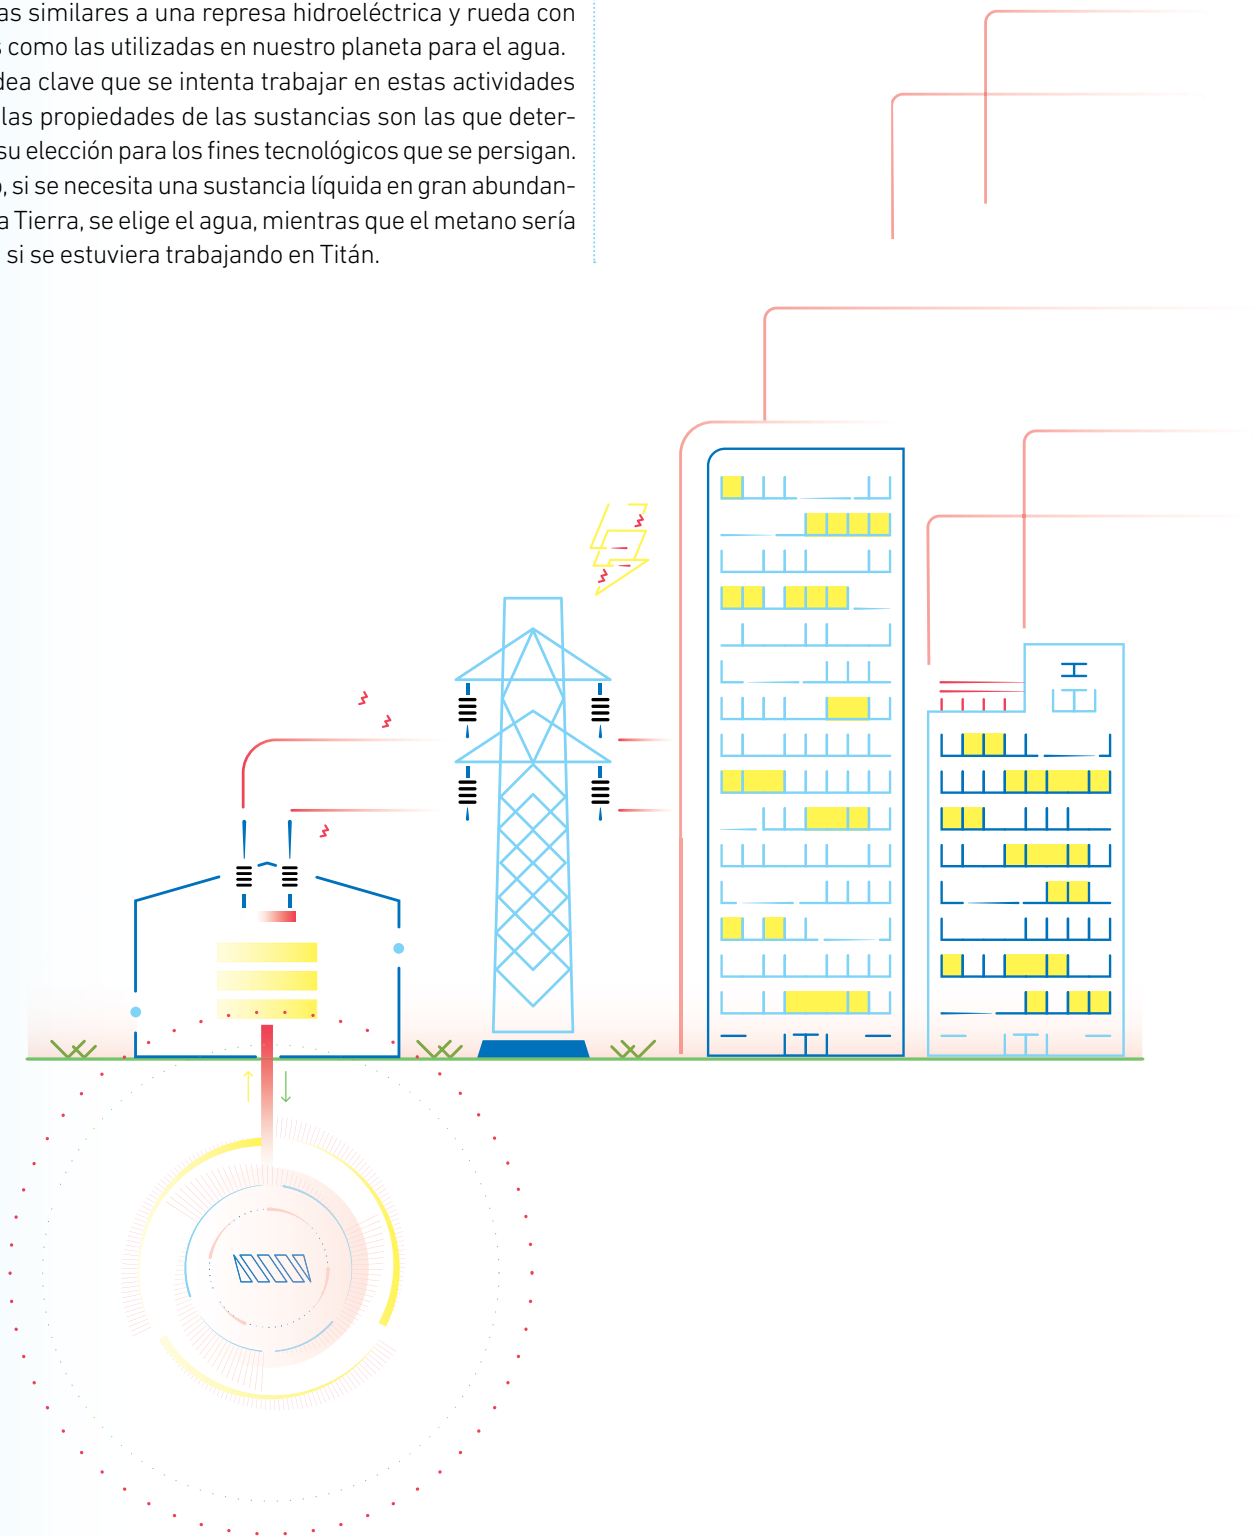 as similares a una represa hidroeléctrica y rueda con
s como las utilizadas en nuestro planeta para el agua.
dea clave que se intenta trabajar en estas actividades
las propiedades de las sustancias son las que deter-
su elección para los fines tecnológicos que se persigan.
o, si se necesita una sustancia líquida en gran abundan-
a Tierra, se elige el agua, mientras que el metano sería
si se estuviera trabajando en Titán.